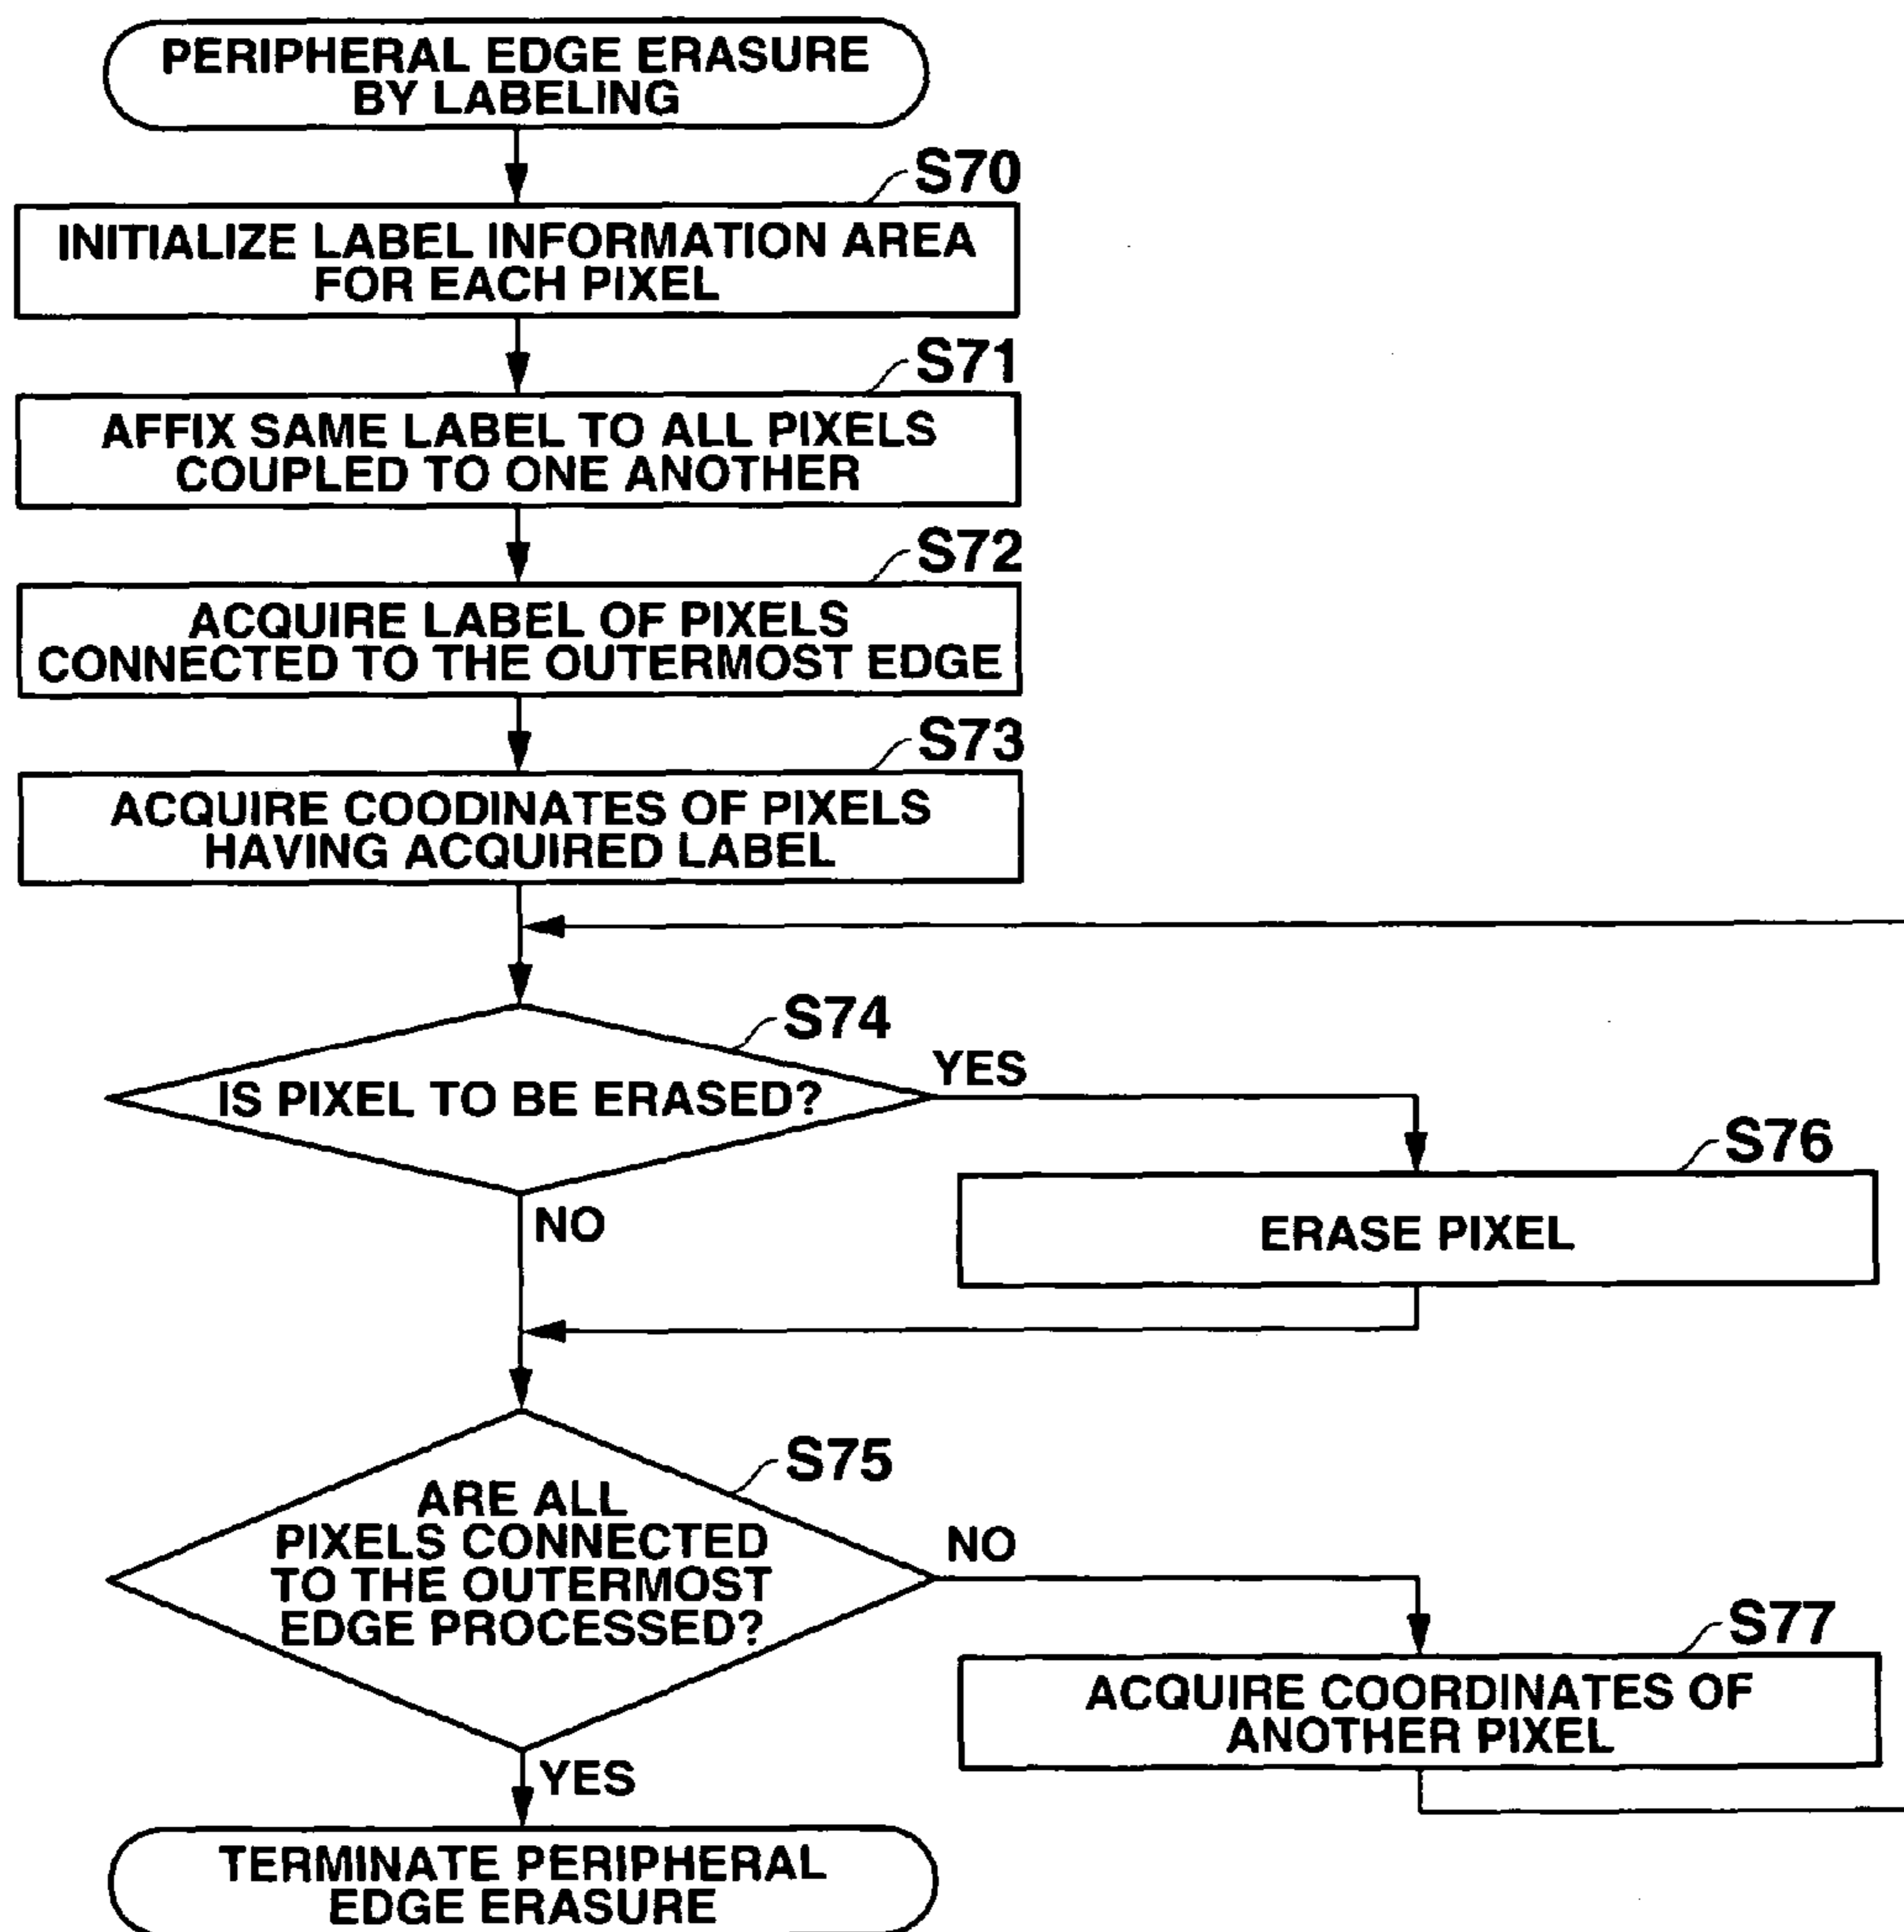 PERIPHERAL EDGE ERASURE
BY LABELING
S70
INITIALIZE LABEL INFORMATION AREA
FOR EACH PIXEL
S71
AFFIX SAME LABEL TO ALL PIXELS
COUPLED TO ONE ANOTHER
S72
ACQUIRE LABEL OF PIXELS
CONNECTED TO THE OUTERMOST EDGE
S73
ACQUIRE COODINATES OF PIXELS
HAVING ACQUIRED LABEL
S74
IS PIXEL TO BE ERASED?
YES
NO
S76
ERASE PIXEL
S75
ARE ALL
PIXELS CONNECTED
TO THE OUTERMOST
EDGE PROCESSED?
NO
S77
ACQUIRE COORDINATES OF
ANOTHER PIXEL
YES
TERMINATE PERIPHERAL
EDGE ERASURE